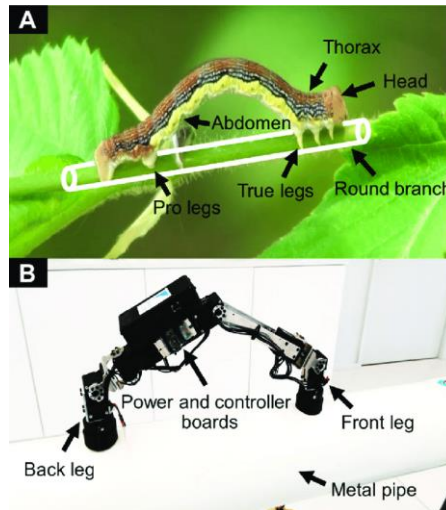 A
Thorax
Head
Abdomen
True legs
Pro legs
Round branch
B
Power and controller
boards
Front leg
Back leg
Metal pipe